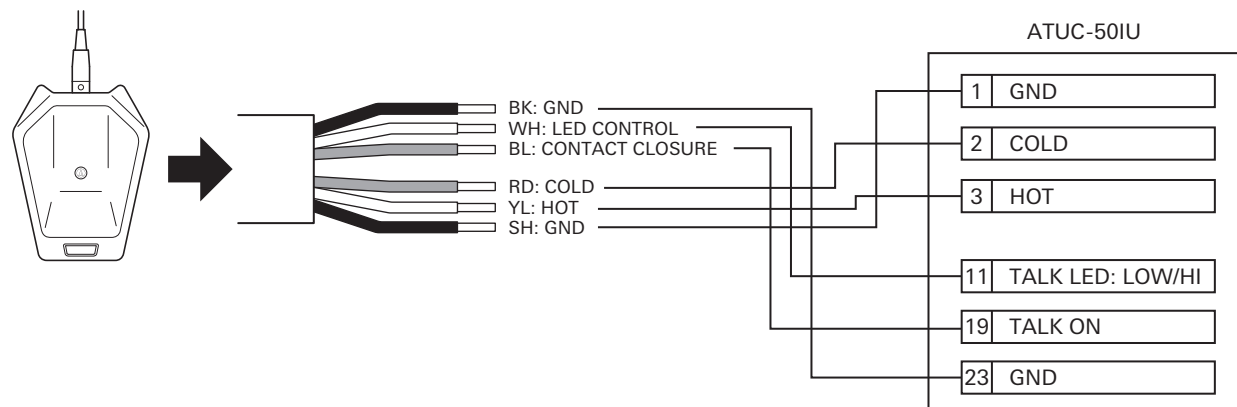 ATUC-50IU
BK: GND
WH: LED CONTROL
BL: CONTACT CLOSURE
RD: COLD
YL: HOT
SH: GND
1 GND
2 COLD
3 HOT
11 TALK LED: LOW/HI
19 TALK ON
23 GND